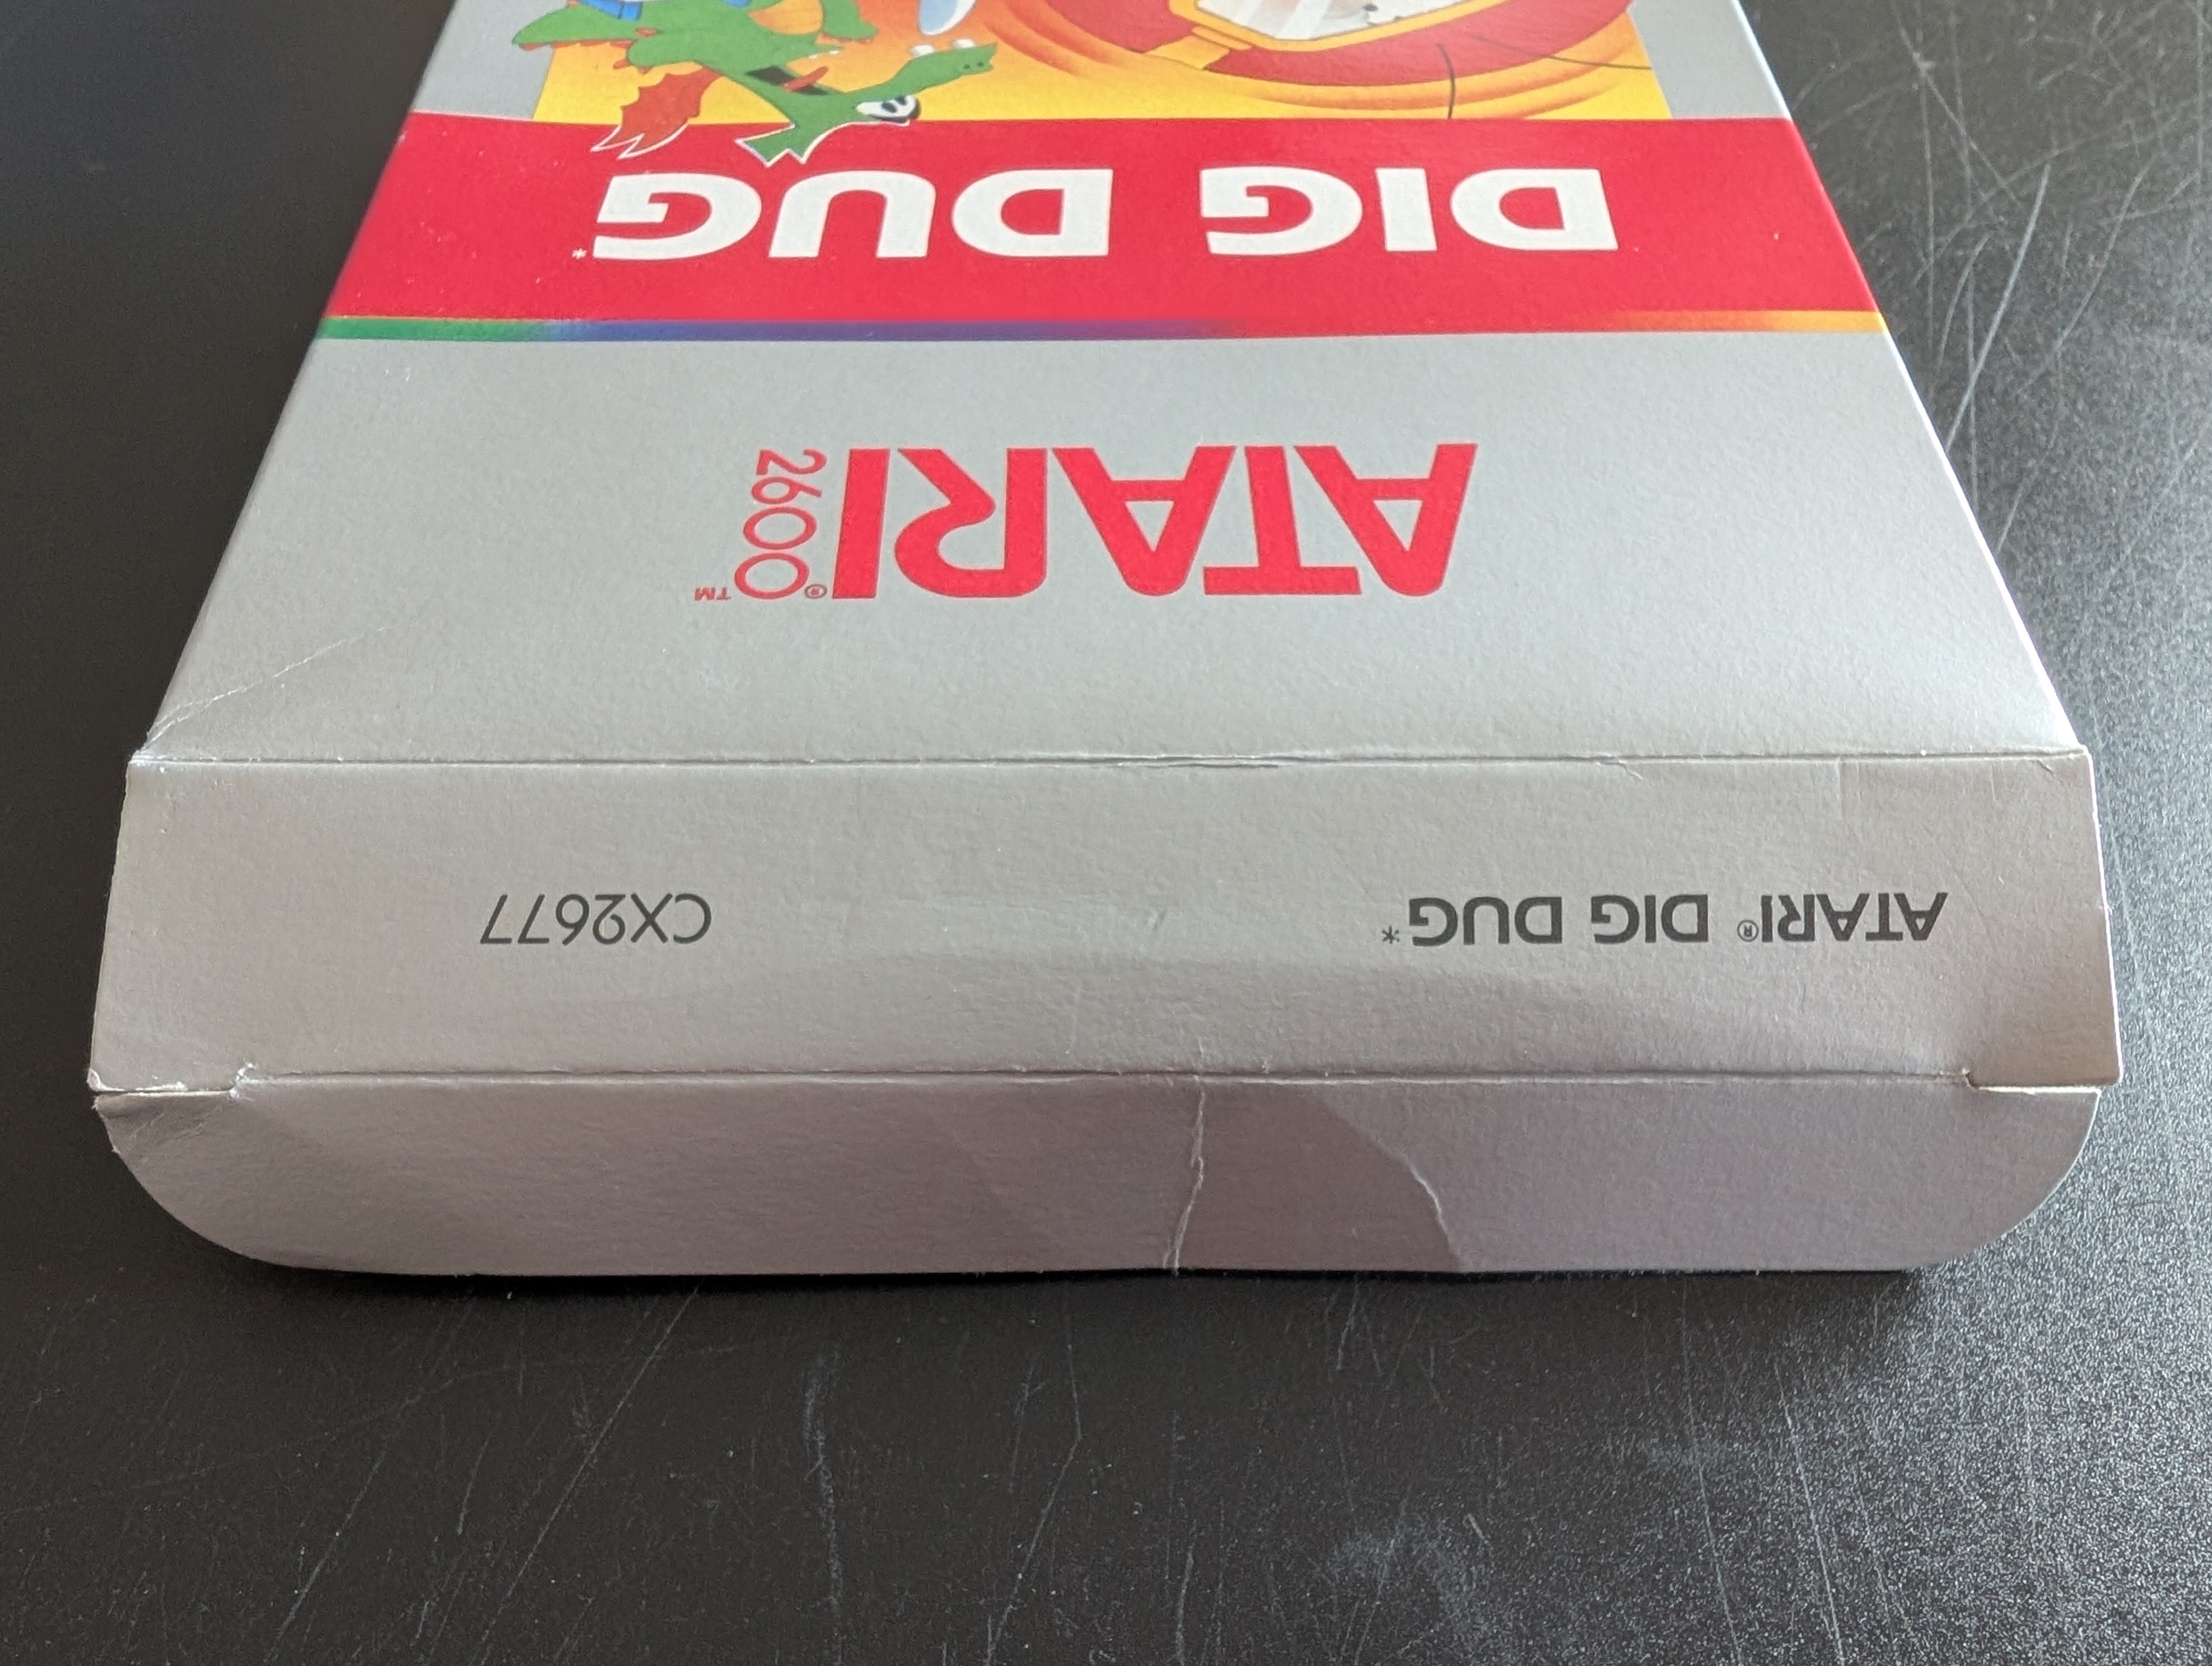 ATARI® DIG DUG* CX2677
ATARI® 2600™
DIG DUG*